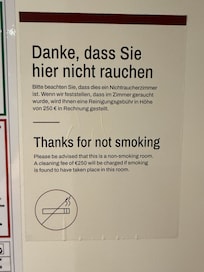 Danke, dass Sie
hier nicht rauchen
Bitte beachten Sie, dass dies ein Nichtraucherzimmer
ist. Wenn wir feststellen, dass im Zimmer geraucht
wurde, wird Ihnen eine Reinigungsgebühr in Höhe
von 250 € in Rechnung gestellt.
Thanks for not smoking
Please be advised that this is a non-smoking room.
A cleaning fee of €250 will be charged if smoking
is found to have taken place in this room.